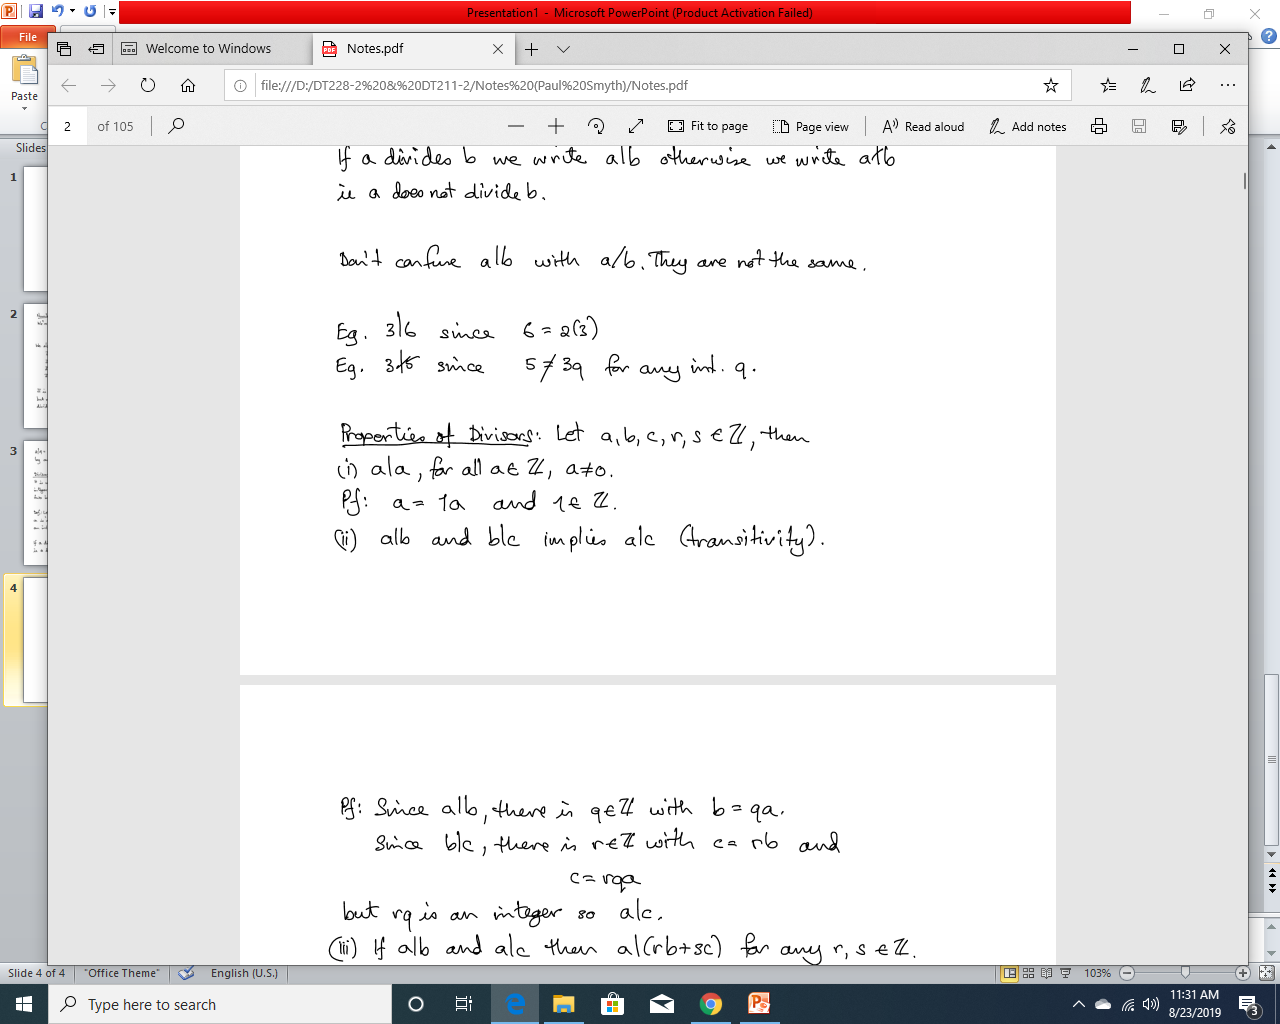 Presentation1 - Microsoft PowerPoint (Product Activation Failed)
File
Welcome to Windows
Notes.pdf
Paste
file:///D:/DT228-2%20&%20DT211-2/Notes%20(Paul%20Smyth)/Notes.pdf
2 of 105
Fit to page
Page view
Read aloud
Add notes
Slides
1
2
3
4
If a divides b we write a|b otherwise we write a∤b
ie a does not divide b.
Don't confuse a|b with a/b. They are not the same.
Eg. 3|6 since 6 = 2(3)
Eg. 3∤5 since 5 ≠ 3q for any int. q.
Properties of Divisors: Let a, b, c, r, s ∈ ℤ, then
(i) a|a, for all a ∈ ℤ, a≠0.
Pf: a = 1a and 1 ∈ ℤ.
(ii) a|b and b|c implies a|c (transitivity).
Pf: Since a|b, there is q∈ℤ with b = qa.
Since b|c, there is r∈ℤ with c = rb and
c = rqa
but rq is an integer so a|c.
(iii) If a|b and a|c then a|(rb+sc) for any r, s ∈ ℤ.
Slide 4 of 4
"Office Theme"
English (U.S.)
103%
Type here to search
11:31 AM
8/23/2019
3